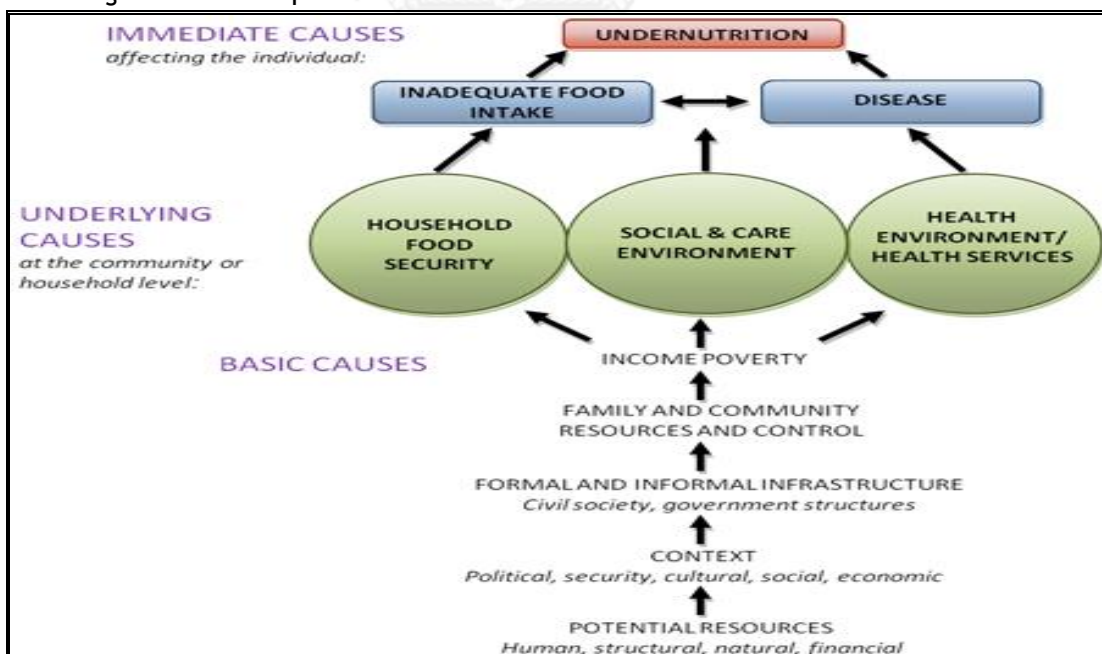 IMMEDIATE CAUSES
affecting the individual:
UNDERNUTRITION
INADEQUATE FOOD
INTAKE
DISEASE
UNDERLYING
CAUSES
at the community or
household level:
HOUSEHOLD
FOOD
SECURITY
SOCIAL & CARE
ENVIRONMENT
HEALTH
ENVIRONMENT/
HEALTH SERVICES
BASIC CAUSES
INCOME POVERTY
FAMILY AND COMMUNITY
RESOURCES AND CONTROL
FORMAL AND INFORMAL INFRASTRUCTURE
Civil society, government structures
CONTEXT
Political, security, cultural, social, economic
POTENTIAL RESOURCES
Human, structural, natural, financial